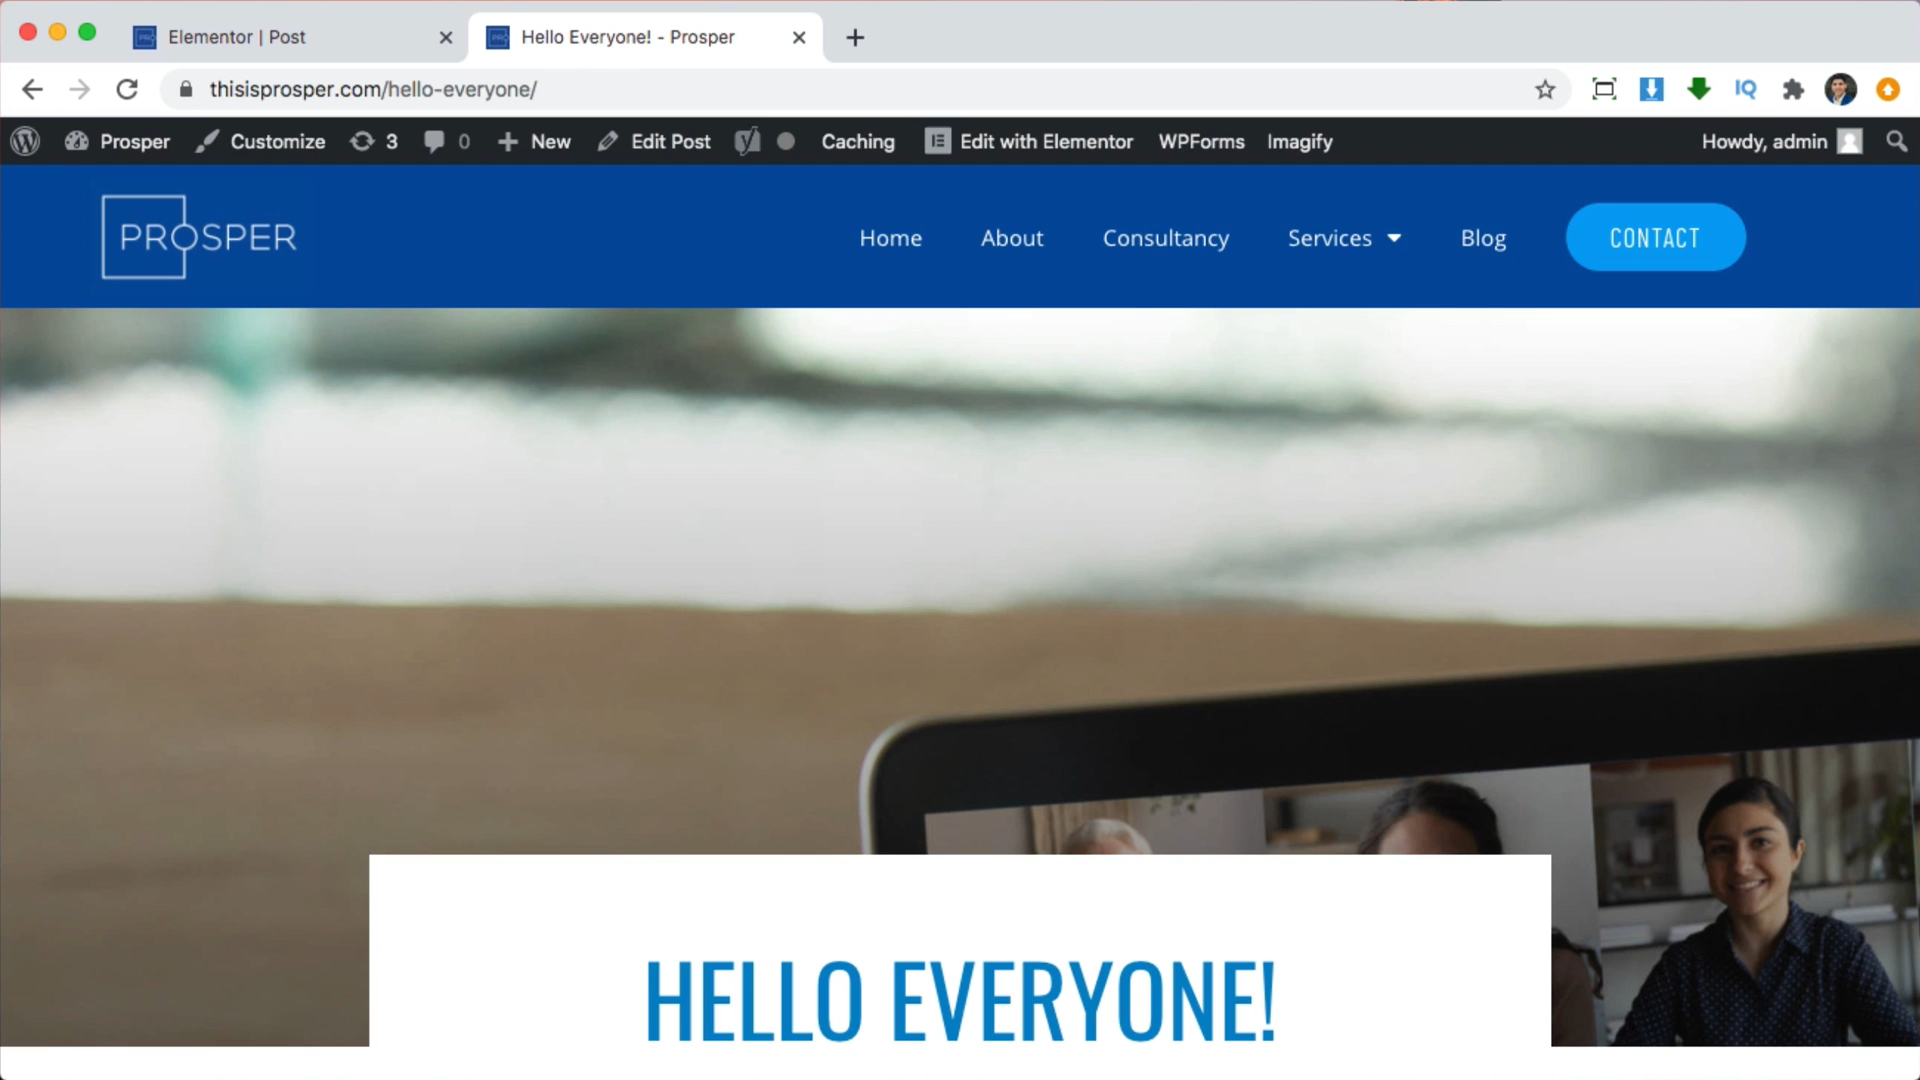 Elementor | Post
Hello Everyone! - Prosper
thisisprosper.com/hello-everyone/
Prosper Customize 3 0 New Edit Post Caching Edit with Elementor WPForms Imagify Howdy, admin
PROSPER
Home About Consultancy Services Blog CONTACT
HELLO EVERYONE!